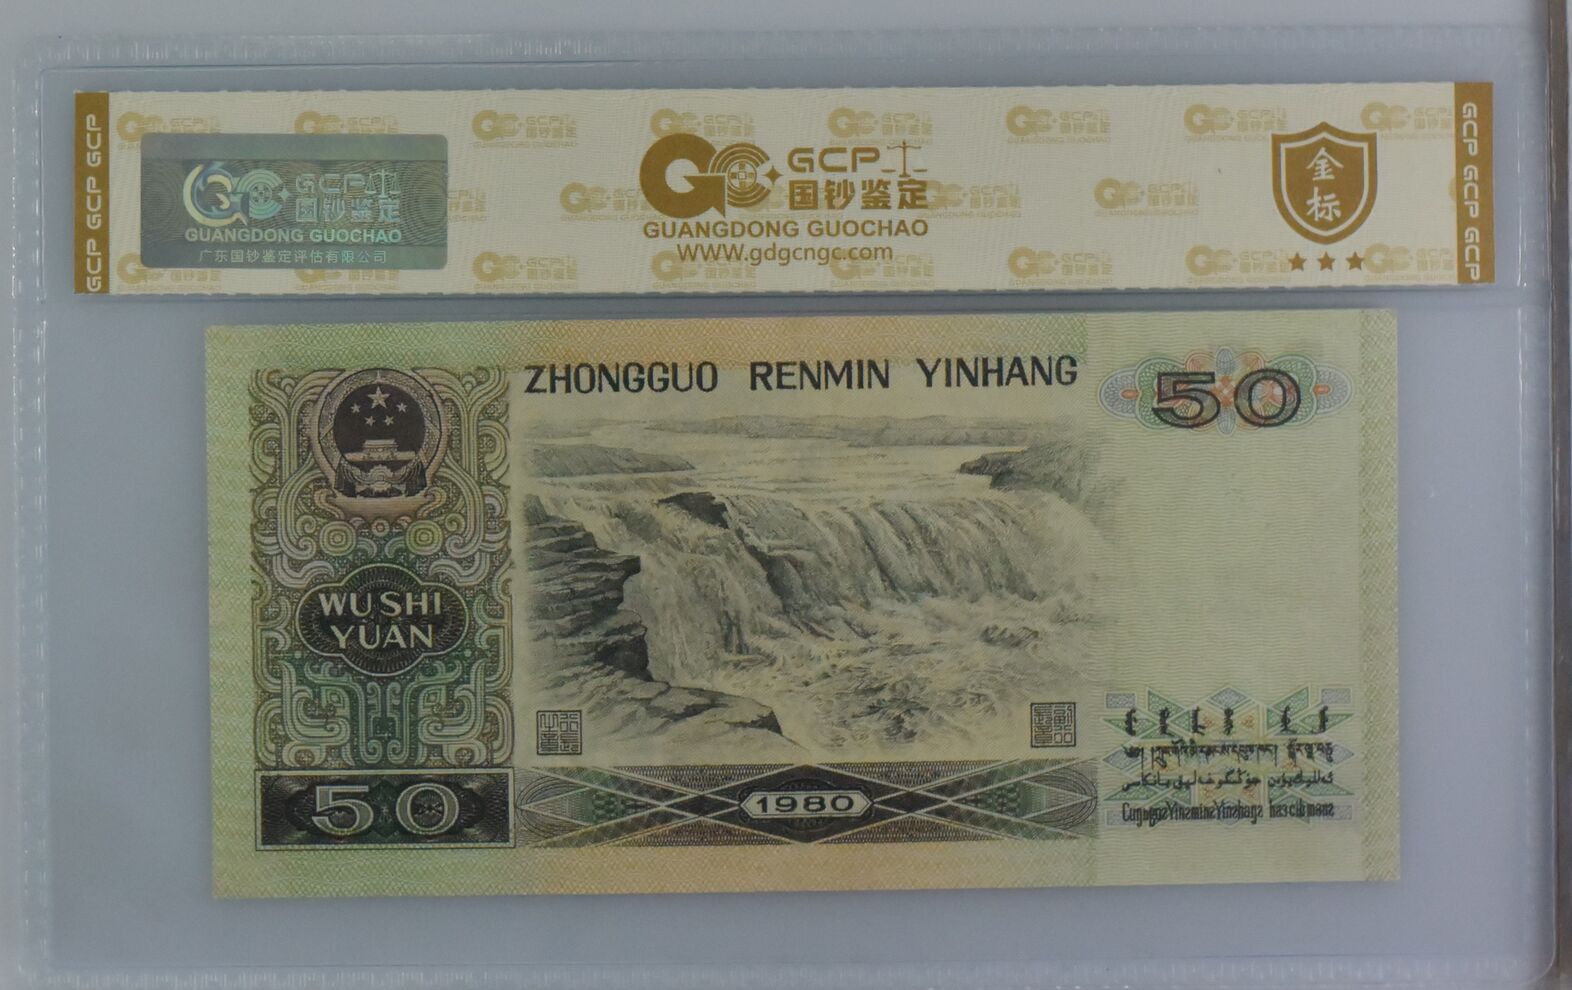 GCP GCP GCP
GCP 国钞鉴定
GUANGDONG GUOCHAO
广东国钞鉴定评估有限公司
GCP
国钞鉴定
GUANGDONG GUOCHAO
WWW.gdgcngc.com
金标
GCP GCP GCP
ZHONGGUO RENMIN YINHANG
50
WU SHI
YUAN
50
1980